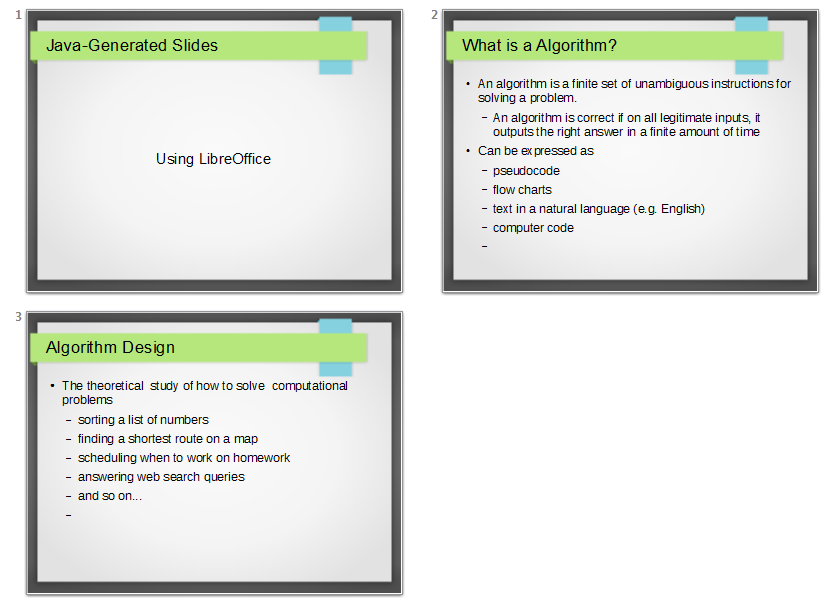 1
Java-Generated Slides
Using LibreOffice
2
What is a Algorithm?
• An algorithm is a finite set of unambiguous instructions for
solving a problem.
– An algorithm is correct if on all legitimate inputs, it
outputs the right answer in a finite amount of time
• Can be expressed as
– pseudocode
– flow charts
– text in a natural language (e.g. English)
– computer code
–
3
Algorithm Design
• The theoretical study of how to solve computational
problems
– sorting a list of numbers
– finding a shortest route on a map
– scheduling when to work on homework
– answering web search queries
– and so on...
–